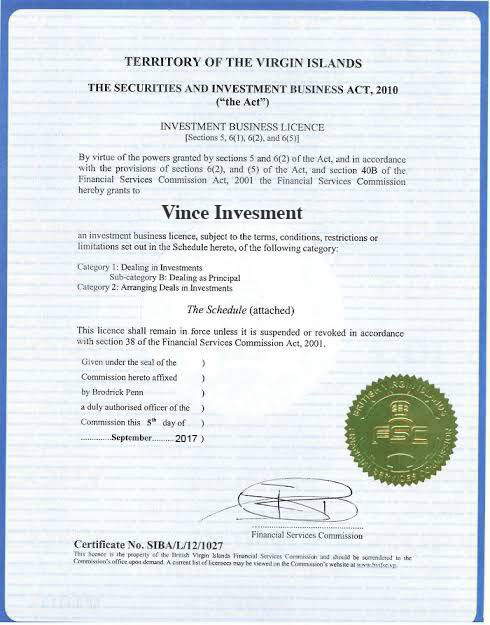 TERRITORY OF THE VIRGIN ISLANDS
THE SECURITIES AND INVESTMENT BUSINESS ACT, 2010
("the Act")
INVESTMENT BUSINESS LICENCE
[Sections 5, 6(1), 6(2), and 6(5)]
By virtue of the powers granted by sections 5 and 6(2) of the Act, and in accordance
with the provisions of sections 6(2), and (5) of the Act, and section 40B of the
Financial Services Commission Act, 2001 the Financial Services Commission
hereby grants to
Vince Invesment
an investment business licence, subject to the terms, conditions, restrictions or
limitations set out in the Schedule hereto, of the following category:
Category 1: Dealing in Investments
Sub-category B: Dealing as Principal
Category 2: Arranging Deals in Investments
The Schedule (attached)
This licence shall remain in force unless it is suspended or revoked in accordance
with section 38 of the Financial Services Commission Act, 2001.
Given under the seal of the )
Commission hereto affixed )
by Brodrick Penn )
a duly authorised officer of the )
Commission this 5th day of )
..............September..........2017 )
BRITISH VIRGIN ISLANDS
FSC
FINANCIAL SERVICES COMMISSION
Financial Services Commission
Certificate No. SIBA/L/12/1027
This licence is the property of the British Virgin Islands Financial Services Commission and should be surrendered to the
Commission's office upon demand. A current list of licencees may be viewed on the Commission's website at www.bvifsc.vg.